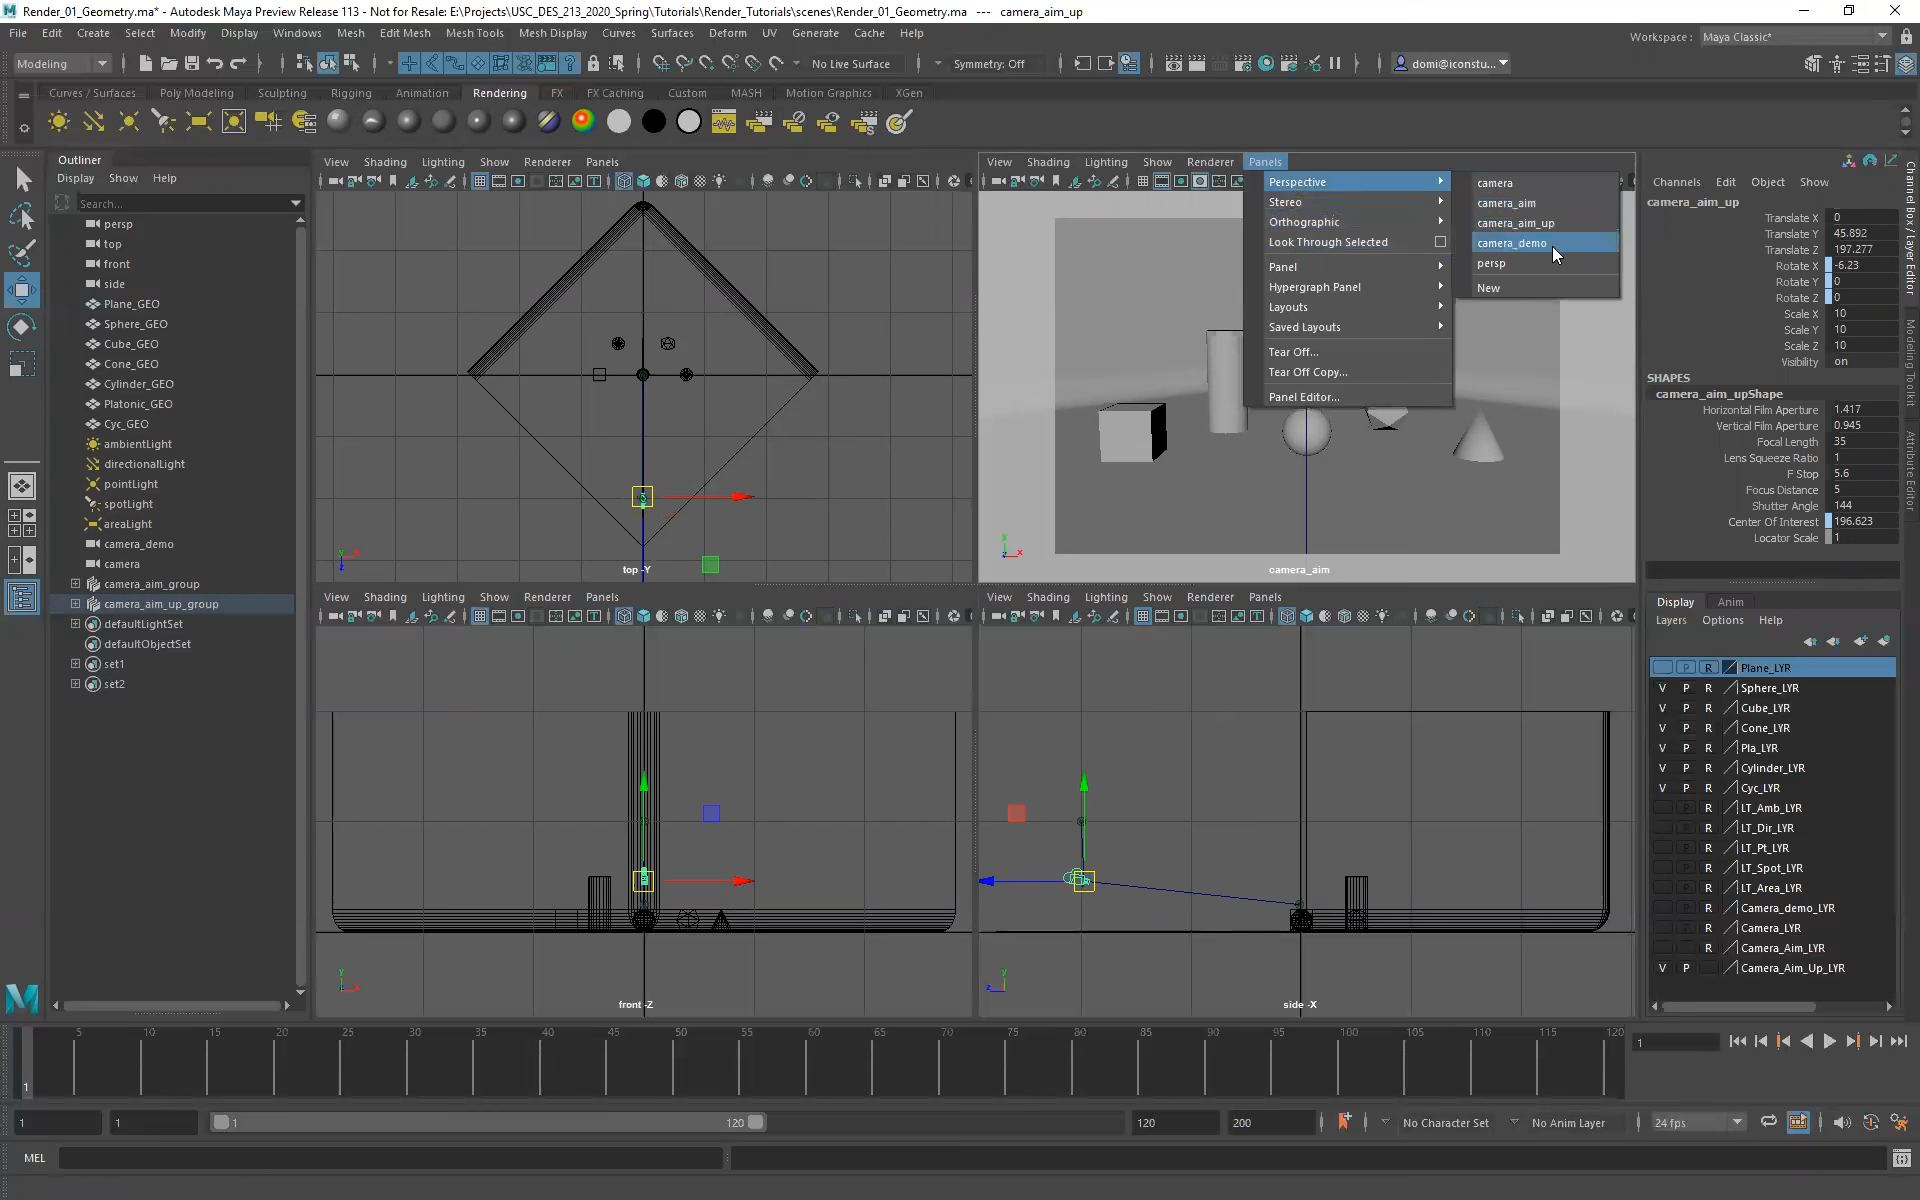 Render_01_Geometry.ma* - Autodesk Maya Preview Release 113 - Not for Resale: E:\Projects\USC_DES_213_2020_Spring\Tutorials\Render_Tutorials\scenes\Render_01_Geometry.ma --- camera_aim_up
File Edit Create Select Modify Display Windows Mesh Edit Mesh Mesh Tools Mesh Display Curves Surfaces Deform UV Generate Cache Help
Workspace : Maya Classic*
Modeling
No Live Surface
Symmetry: Off
domi@iconstu...
Curves / Surfaces Poly Modeling Sculpting Rigging Animation Rendering FX FX Caching Custom MASH Motion Graphics XGen
Outliner
Display Show Help
Search...
persp
top
front
side
Plane_GEO
Sphere_GEO
Cube_GEO
Cone_GEO
Cylinder_GEO
Platonic_GEO
Cyc_GEO
ambientLight
directionalLight
pointLight
spotLight
areaLight
camera_demo
camera
camera_aim_group
camera_aim_up_group
defaultLightSet
defaultObjectSet
set1
set2
View Shading Lighting Show Renderer Panels
top -Y
View Shading Lighting Show Renderer Panels
Perspective
Stereo
Orthographic
Look Through Selected
Panel
Hypergraph Panel
Layouts
Saved Layouts
Tear Off...
Tear Off Copy...
Panel Editor...
camera
camera_aim
camera_aim_up
camera_demo
persp
New
camera_aim
View Shading Lighting Show Renderer Panels
front -Z
View Shading Lighting Show Renderer Panels
side -X
Channels Edit Object Show
camera_aim_up
Translate X 0
Translate Y 45.892
Translate Z 197.277
Rotate X -6.23
Rotate Y 0
Rotate Z 0
Scale X 10
Scale Y 10
Scale Z 10
Visibility on
SHAPES
camera_aim_upShape
Horizontal Film Aperture 1.417
Vertical Film Aperture 0.945
Focal Length 35
Lens Squeeze Ratio 1
F Stop 5.6
Focus Distance 5
Shutter Angle 144
Center Of Interest 196.623
Locator Scale 1
Display Anim
Layers Options Help
P R Plane_LYR
V P R Sphere_LYR
V P R Cube_LYR
V P R Cone_LYR
V P R Pla_LYR
V P R Cylinder_LYR
V P R Cyc_LYR
P R LT_Amb_LYR
P R LT_Dir_LYR
P R LT_Pt_LYR
P R LT_Spot_LYR
P R LT_Area_LYR
P R Camera_demo_LYR
R Camera_LYR
R Camera_Aim_LYR
V P Camera_Aim_Up_LYR
Channel Box / Layer Editor
Modeling Toolkit
Attribute Editor
5 10 15 20 25 30 35 40 45 50 55 60 65 70 75 80 85 90 95 100 105 110 115 120
1
1
1 1 1 120 120 200
No Character Set
No Anim Layer
24 fps
MEL